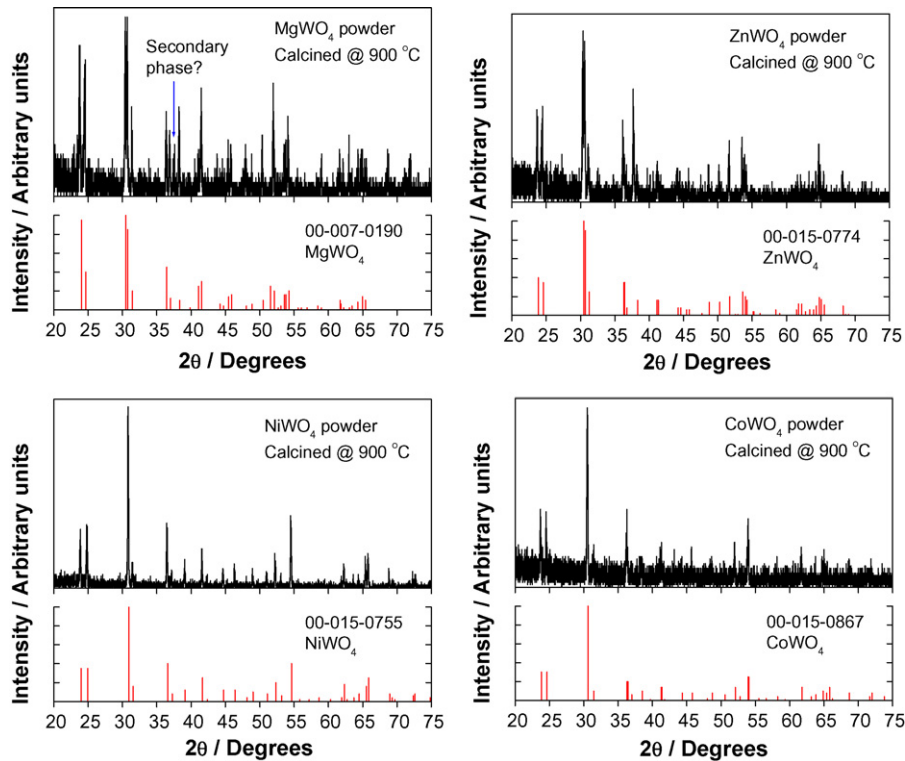 Intensity / Arbitrary units
MgWO₄ powder
Calcined @ 900 °C
Secondary
phase?
00-007-0190
MgWO₄
20 25 30 35 40 45 50 55 60 65 70 75
2θ / Degrees
Intensity / Arbitrary units
ZnWO₄ powder
Calcined @ 900 °C
00-015-0774
ZnWO₄
20 25 30 35 40 45 50 55 60 65 70 75
2θ / Degrees
Intensity / Arbitrary units
NiWO₄ powder
Calcined @ 900 °C
00-015-0755
NiWO₄
20 25 30 35 40 45 50 55 60 65 70 75
2θ / Degrees
Intensity / Arbitrary units
CoWO₄ powder
Calcined @ 900 °C
00-015-0867
CoWO₄
20 25 30 35 40 45 50 55 60 65 70 75
2θ / Degrees